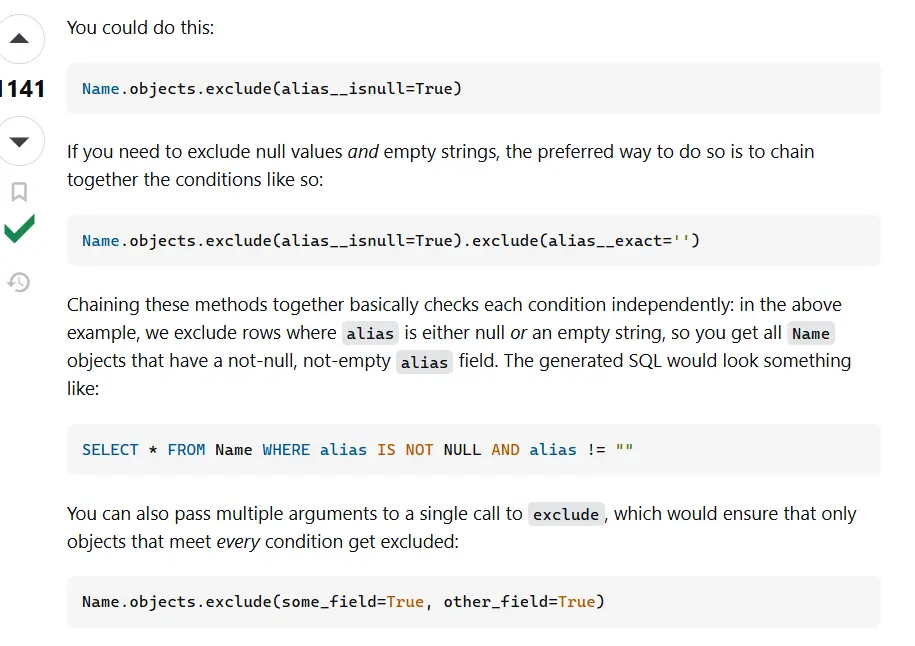 You could do this:
1141
Name.objects.exclude(alias__isnull=True)
If you need to exclude null values and empty strings, the preferred way to do so is to chain
together the conditions like so:
Name.objects.exclude(alias__isnull=True).exclude(alias__exact='')
Chaining these methods together basically checks each condition independently: in the above
example, we exclude rows where alias is either null or an empty string, so you get all Name
objects that have a not-null, not-empty alias field. The generated SQL would look something
like:
SELECT * FROM Name WHERE alias IS NOT NULL AND alias != ""
You can also pass multiple arguments to a single call to exclude, which would ensure that only
objects that meet every condition get excluded:
Name.objects.exclude(some_field=True, other_field=True)